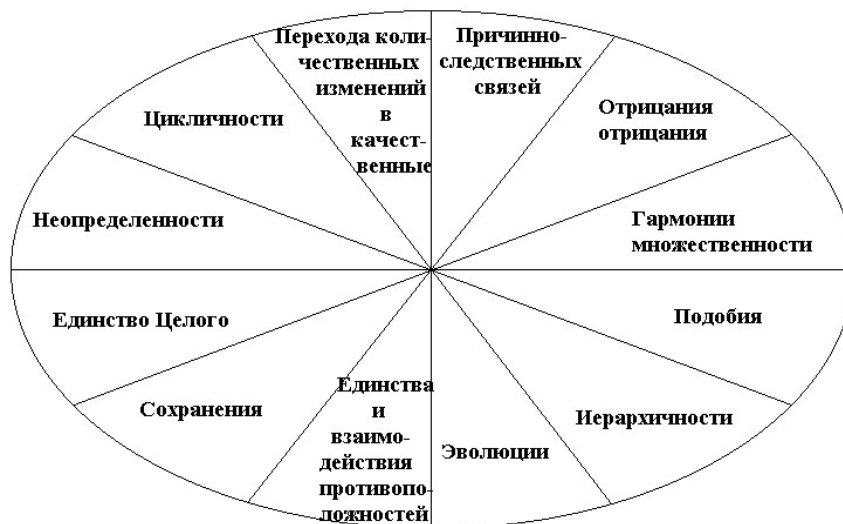 Перехода коли-
чественных
изменений
в
качест-
венные
Причинно-
следственных
связей
Отрицания
отрицания
Гармонии
множественности
Подобия
Иерархичности
Эволюции
Единства
и
взаимо-
действия
противопо-
ложностей
Сохранения
Единство Целого
Неопределенности
Цикличности